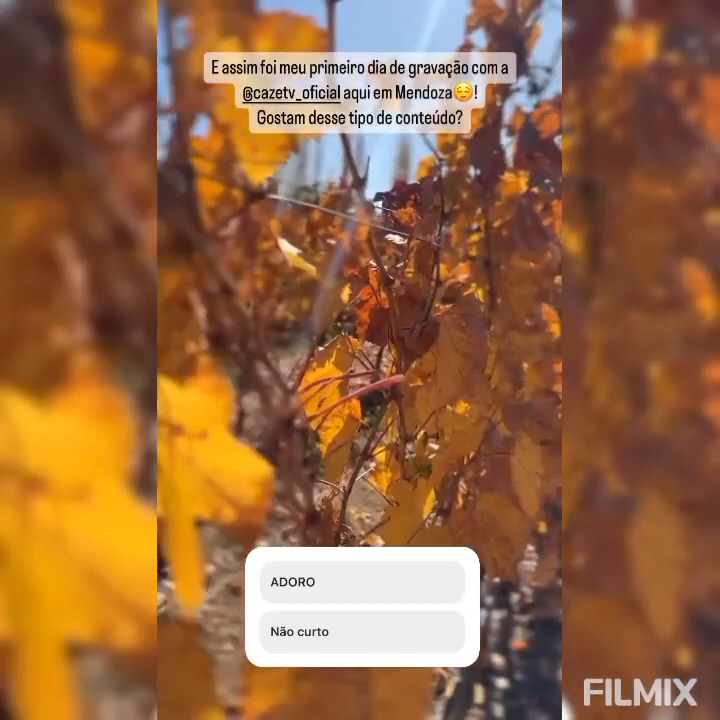 E assim foi meu primeiro dia de gravação com a
@cazetv_oficial aqui em Mendoza😌!
Gostam desse tipo de conteúdo?
ADORO
Não curto
FILMIX